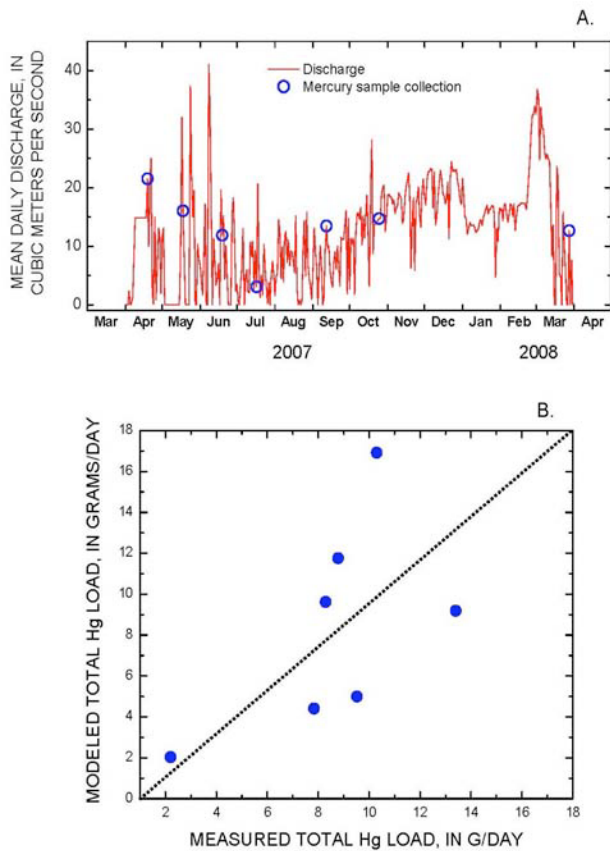 A.
MEAN DAILY DISCHARGE, IN
CUBIC METERS PER SECOND
40
30
20
10
0
Discharge
Mercury sample collection
Mar Apr May Jun Jul Aug Sep Oct Nov Dec Jan Feb Mar Apr
2007 2008
B.
MODELED TOTAL Hg LOAD, IN GRAMS/DAY
18
16
14
12
10
8
6
4
2
0
2 4 6 8 10 12 14 16 18
MEASURED TOTAL Hg LOAD, IN G/DAY